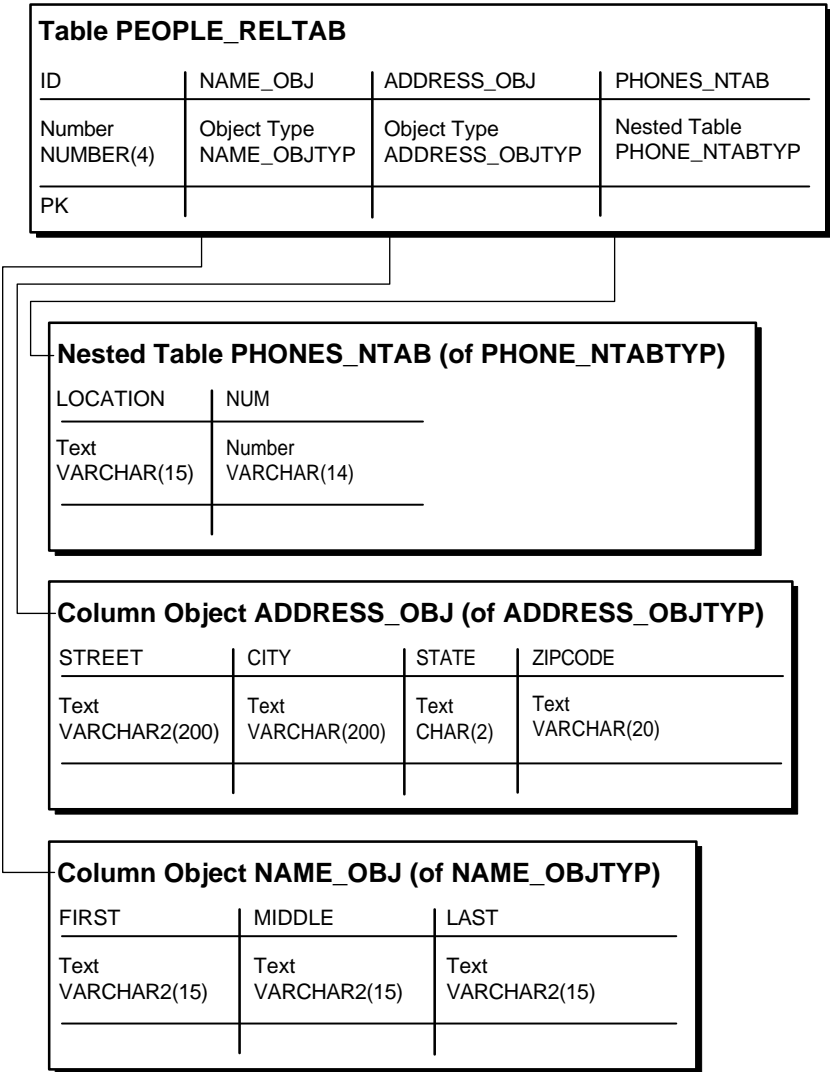 Table PEOPLE_RELTAB
ID NAME_OBJ ADDRESS_OBJ PHONES_NTAB
Number Object Type Object Type Nested Table
NUMBER(4) NAME_OBJTYP ADDRESS_OBJTYP PHONE_NTABTYP
PK
Nested Table PHONES_NTAB (of PHONE_NTABTYP)
LOCATION NUM
Text Number
VARCHAR(15) VARCHAR(14)
Column Object ADDRESS_OBJ (of ADDRESS_OBJTYP)
STREET CITY STATE ZIPCODE
Text Text Text Text
VARCHAR2(200) VARCHAR(200) CHAR(2) VARCHAR(20)
Column Object NAME_OBJ (of NAME_OBJTYP)
FIRST MIDDLE LAST
Text Text Text
VARCHAR2(15) VARCHAR2(15) VARCHAR2(15)